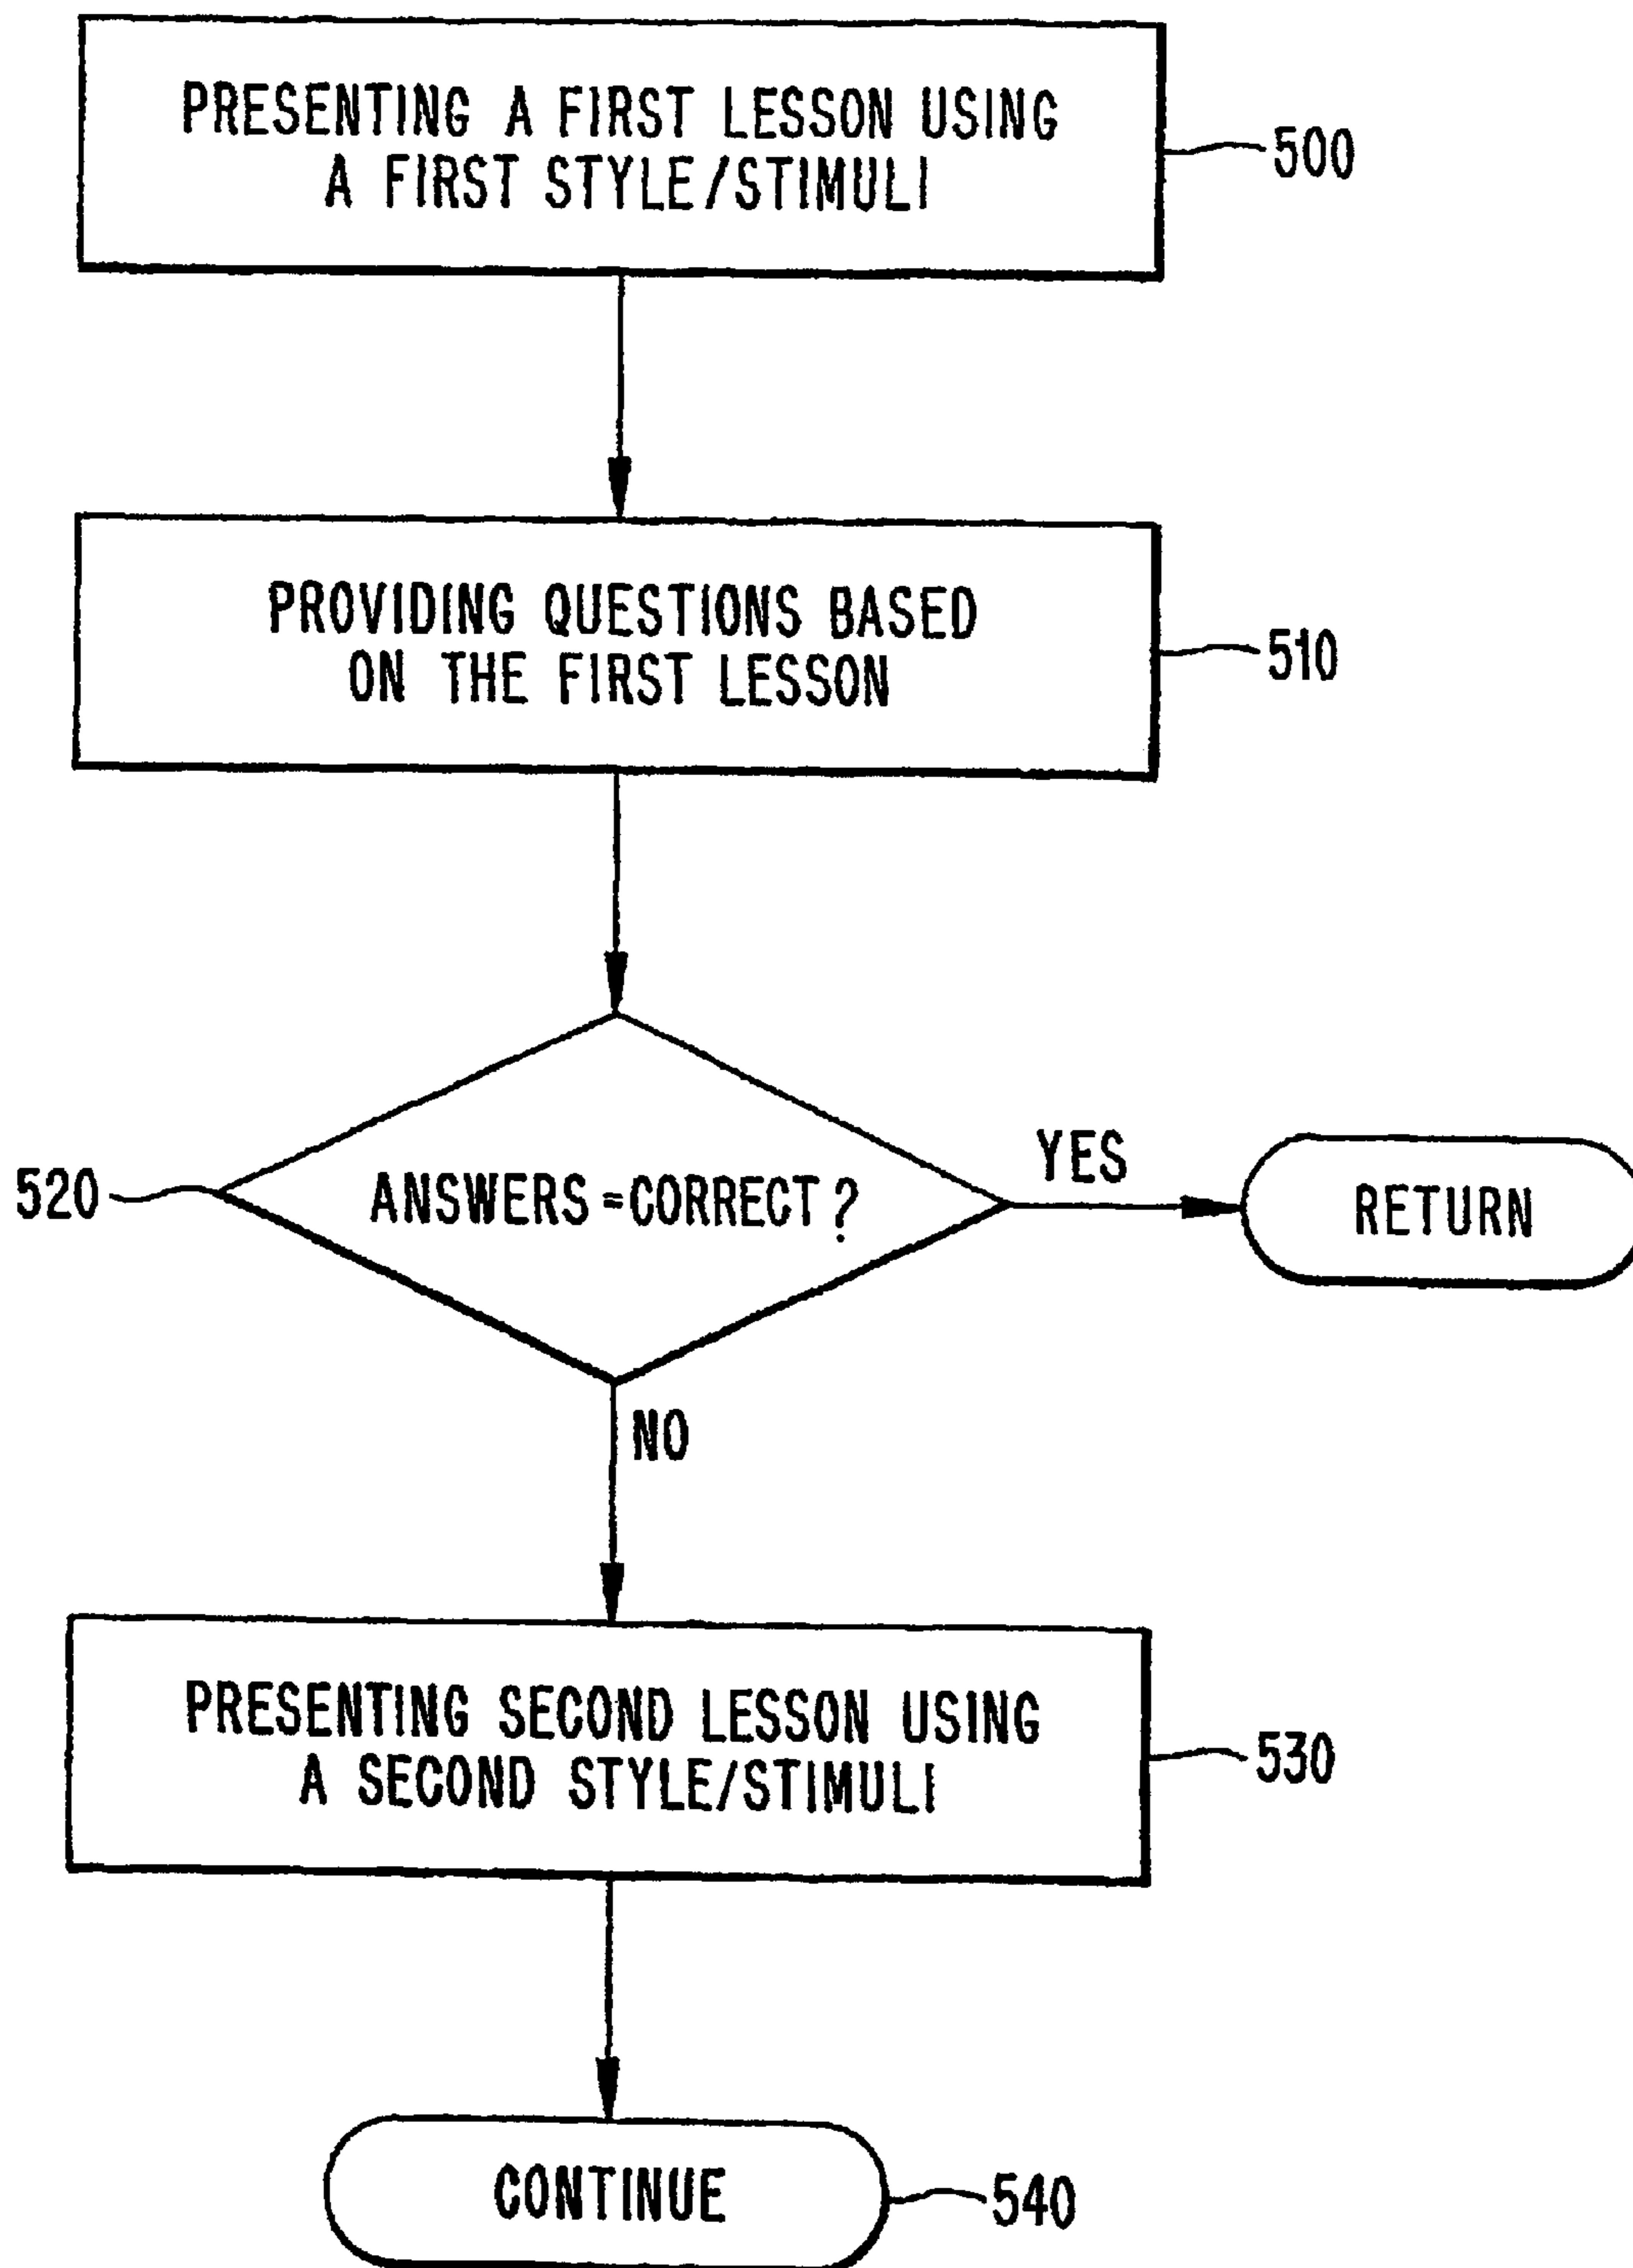 PRESENTING A FIRST LESSON USING
A FIRST STYLE/STIMULI
500
PROVIDING QUESTIONS BASED
ON THE FIRST LESSON
510
520
ANSWERS=CORRECT?
YES
RETURN
NO
PRESENTING SECOND LESSON USING
A SECOND STYLE/STIMULI
530
CONTINUE
540